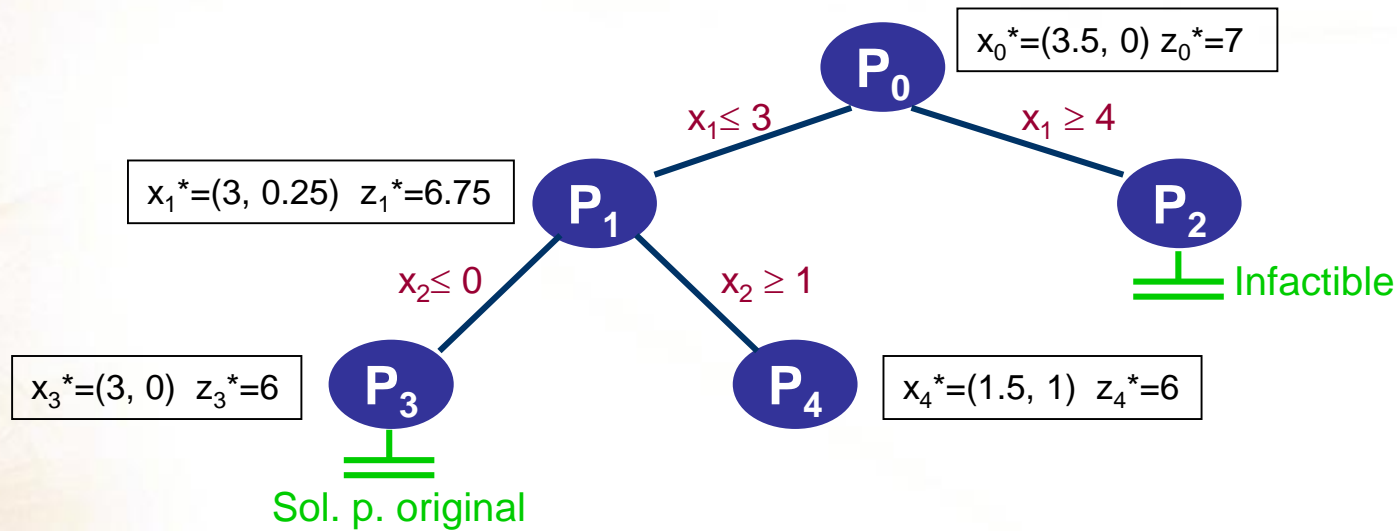 x₀*=(3.5, 0) z₀*=7
P₀
x₁≤ 3
x₁ ≥ 4
x₁*=(3, 0.25) z₁*=6.75
P₁
P₂
x₂≤ 0
x₂ ≥ 1
Infactible
x₃*=(3, 0) z₃*=6
P₃
P₄
x₄*=(1.5, 1) z₄*=6
Sol. p. original